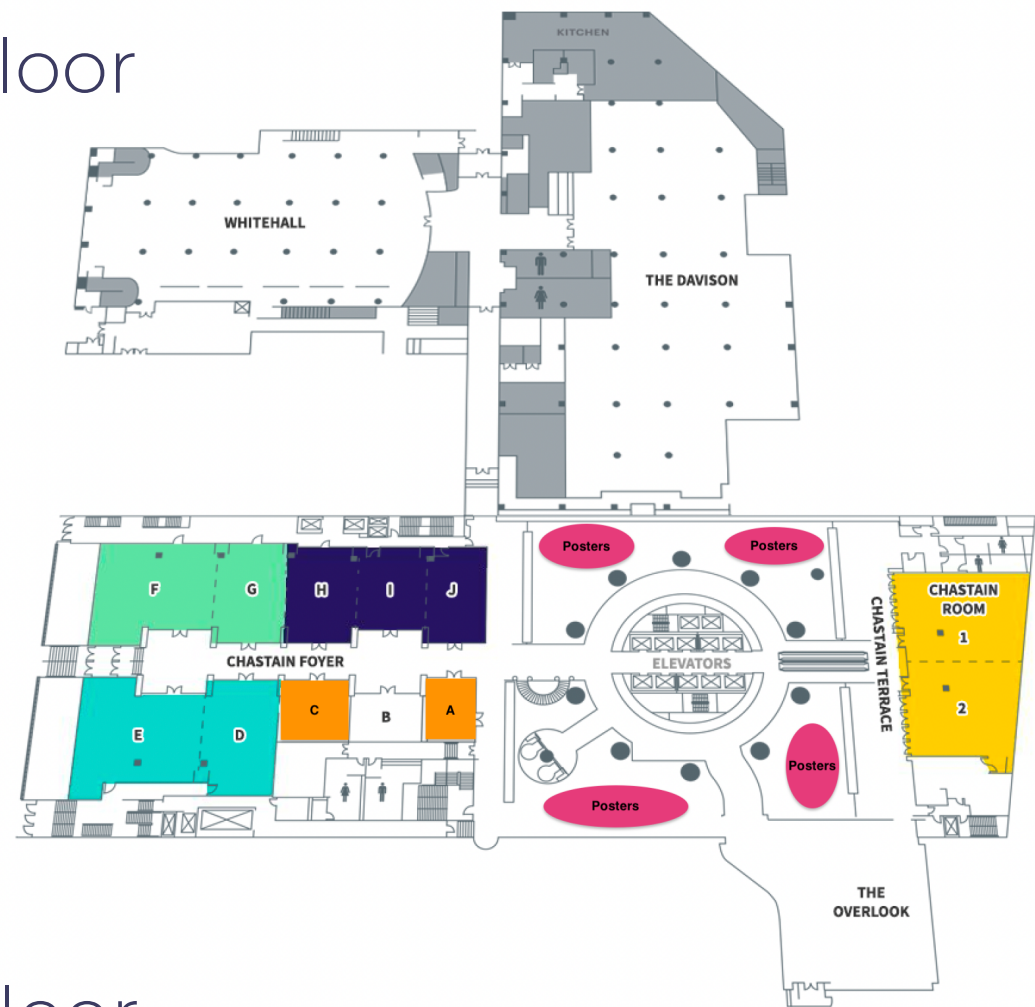 loor
KITCHEN
WHITEHALL
THE DAVISON
Posters
Posters
F
G
H
I
J
CHASTAIN
ROOM
1
2
CHASTAIN TERRACE
CHASTAIN FOYER
ELEVATORS
E
D
C
B
A
Posters
Posters
THE
OVERLOOK
loor